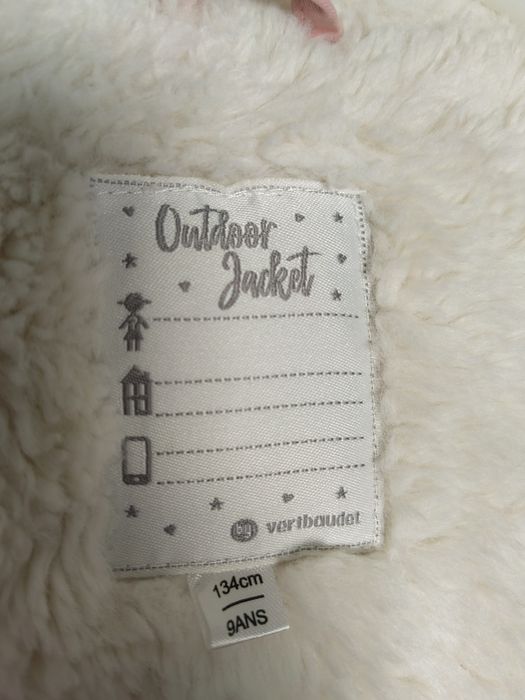 Outdoor
Jacket
vertbaudet
134cm
9ANS